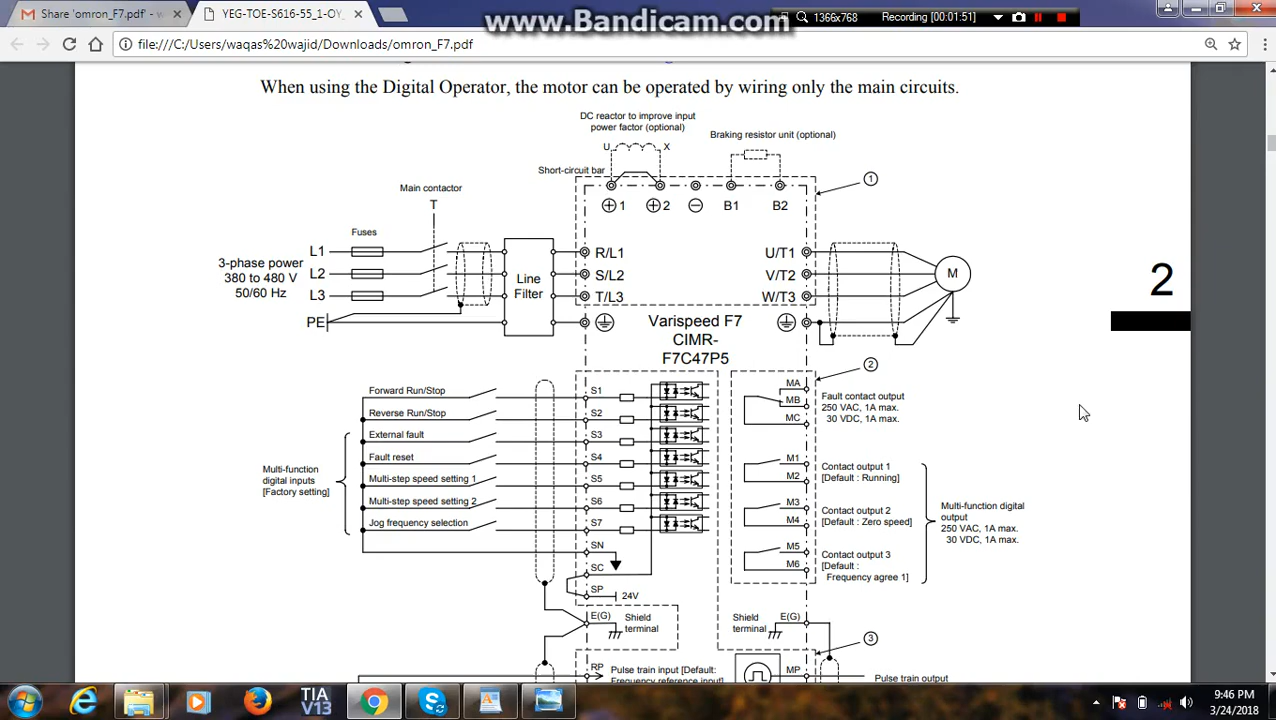 Share 'omron_F7.pdf' - w
YEG-TOE-S616-55_1-OY
www.Bandicam.com
1366x768
Recording [00:01:51]
file:///C:/Users/waqas%20wajid/Downloads/omron_F7.pdf
When using the Digital Operator, the motor can be operated by wiring only the main circuits.
DC reactor to improve input
power factor (optional)
U X
Braking resistor unit (optional)
Short-circuit bar
1
Main contactor
T
+ 1 + 2 − B1 B2
Fuses
3-phase power
380 to 480 V
50/60 Hz
L1
L2
L3
PE
Line
Filter
R/L1
S/L2
T/L3
U/T1
V/T2
W/T3
M
2
Varispeed F7
CIMR-
F7C47P5
2
Multi-function
digital inputs
[Factory setting]
Forward Run/Stop S1
Reverse Run/Stop S2
External fault S3
Fault reset S4
Multi-step speed setting 1 S5
Multi-step speed setting 2 S6
Jog frequency selection S7
SN
SC
SP
24V
E(G)
Shield
terminal
MA
MB
MC
Fault contact output
250 VAC, 1A max.
30 VDC, 1A max.
M1
M2
Contact output 1
[Default : Running]
M3
M4
Contact output 2
[Default : Zero speed]
M5
M6
Contact output 3
[Default :
Frequency agree 1]
Multi-function digital
output
250 VAC, 1A max.
30 VDC, 1A max.
Shield
terminal
E(G)
3
RP
Pulse train input [Default:
Frequency reference input]
MP
Pulse train output
TIA
V13
9:46 PM
3/24/2018